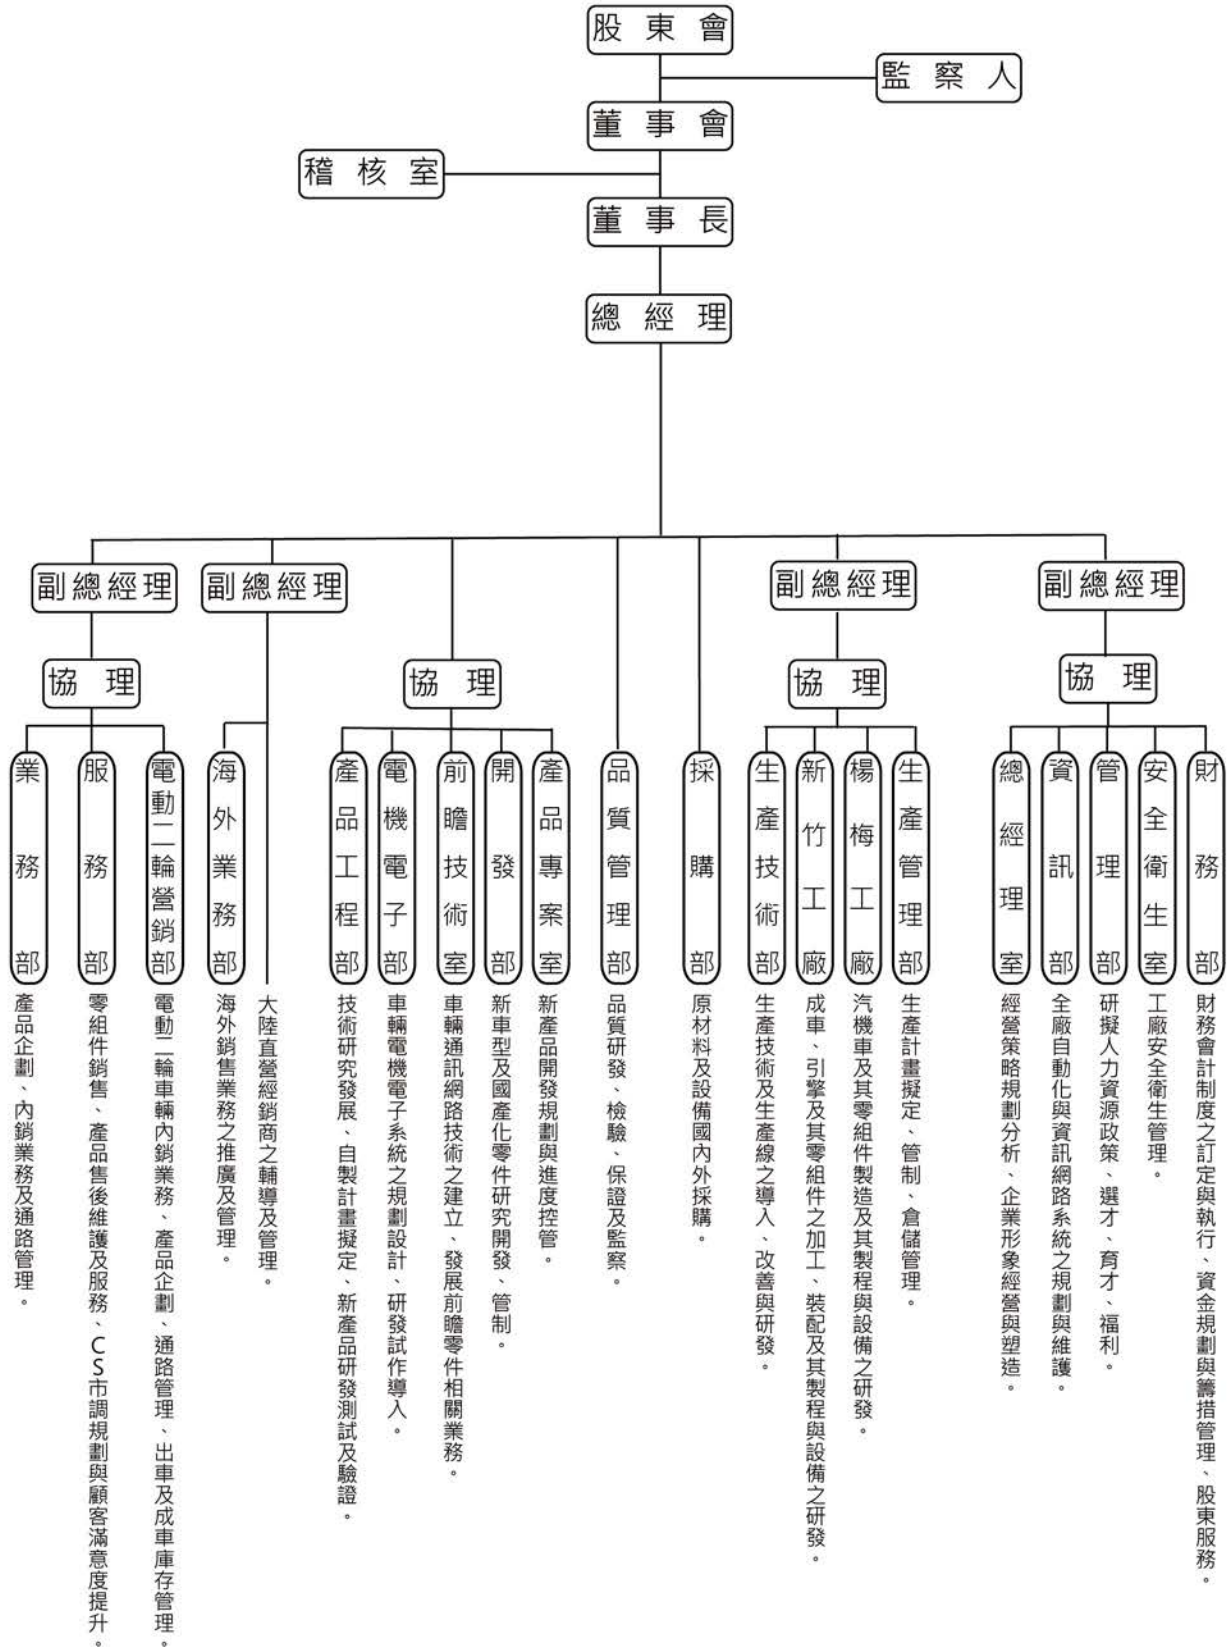 股東會
監察人
董事會
稽核室
董事長
總經理
副總經理
副總經理
副總經理
副總經理
協理
協理
協理
協理
業務部
服務部
電動二輪營銷部
海外業務部
產品工程部
電機電子部
前瞻技術室
開發部
產品專案室
品質管理部
採購部
生產技術部
新竹工廠
楊梅工廠
生產管理部
總經理室
資訊部
管理部
安全衛生室
財務部
產品企劃、內銷業務及通路管理。
零組件銷售、產品售後維護及服務、CS市調規劃與顧客滿意度提升。
電動二輪車輛內銷業務、產品企劃、通路管理、出車及成車庫存管理。
海外銷售業務之推廣及管理。
大陸直營經銷商之輔導及管理。
技術研究發展、自製計畫擬定、新產品研發測試及驗證。
車輛電機電子系統之規劃設計、研發試作導入。
車輛通訊網路技術之建立、發展前瞻零件相關業務。
新車型及國產化零件研究開發、管制。
新產品開發規劃與進度控管。
品質研發、檢驗、保證及監察。
原材料及設備國內外採購。
生產技術及生產線之導入、改善與研發。
成車、引擎及其零組件之加工、裝配及其製程與設備之研發。
汽機車及其零組件製造及其製程與設備之研發。
生產計畫擬定、管制、倉儲管理。
經營策略規劃分析、企業形象經營與塑造。
全廠自動化與資訊網路系統之規劃與維護。
研擬人力資源政策、選才、育才、福利。
工廠安全衛生管理。
財務會計制度之訂定與執行、資金規劃與籌措管理、股東服務。